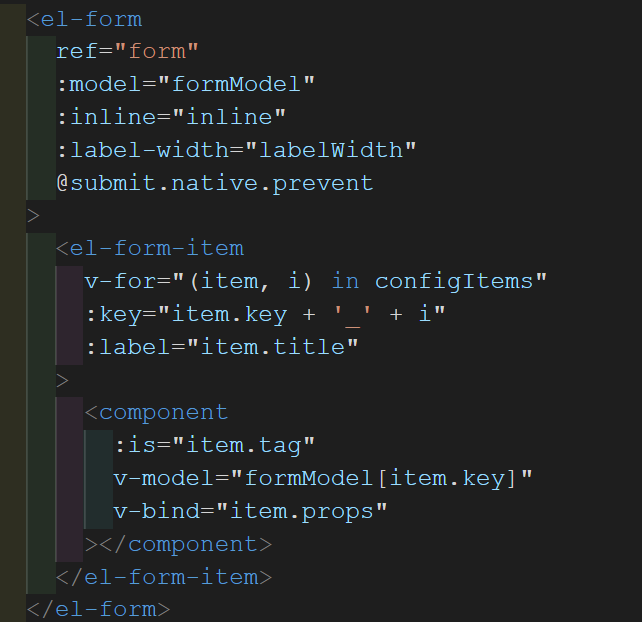 <el-form
ref="form"
:model="formModel"
:inline="inline"
:label-width="labelWidth"
@submit.native.prevent
>
<el-form-item
v-for="(item, i) in configItems"
:key="item.key + '_' + i"
:label="item.title"
>
<component
:is="item.tag"
v-model="formModel[item.key]"
v-bind="item.props"
></component>
</el-form-item>
</el-form>